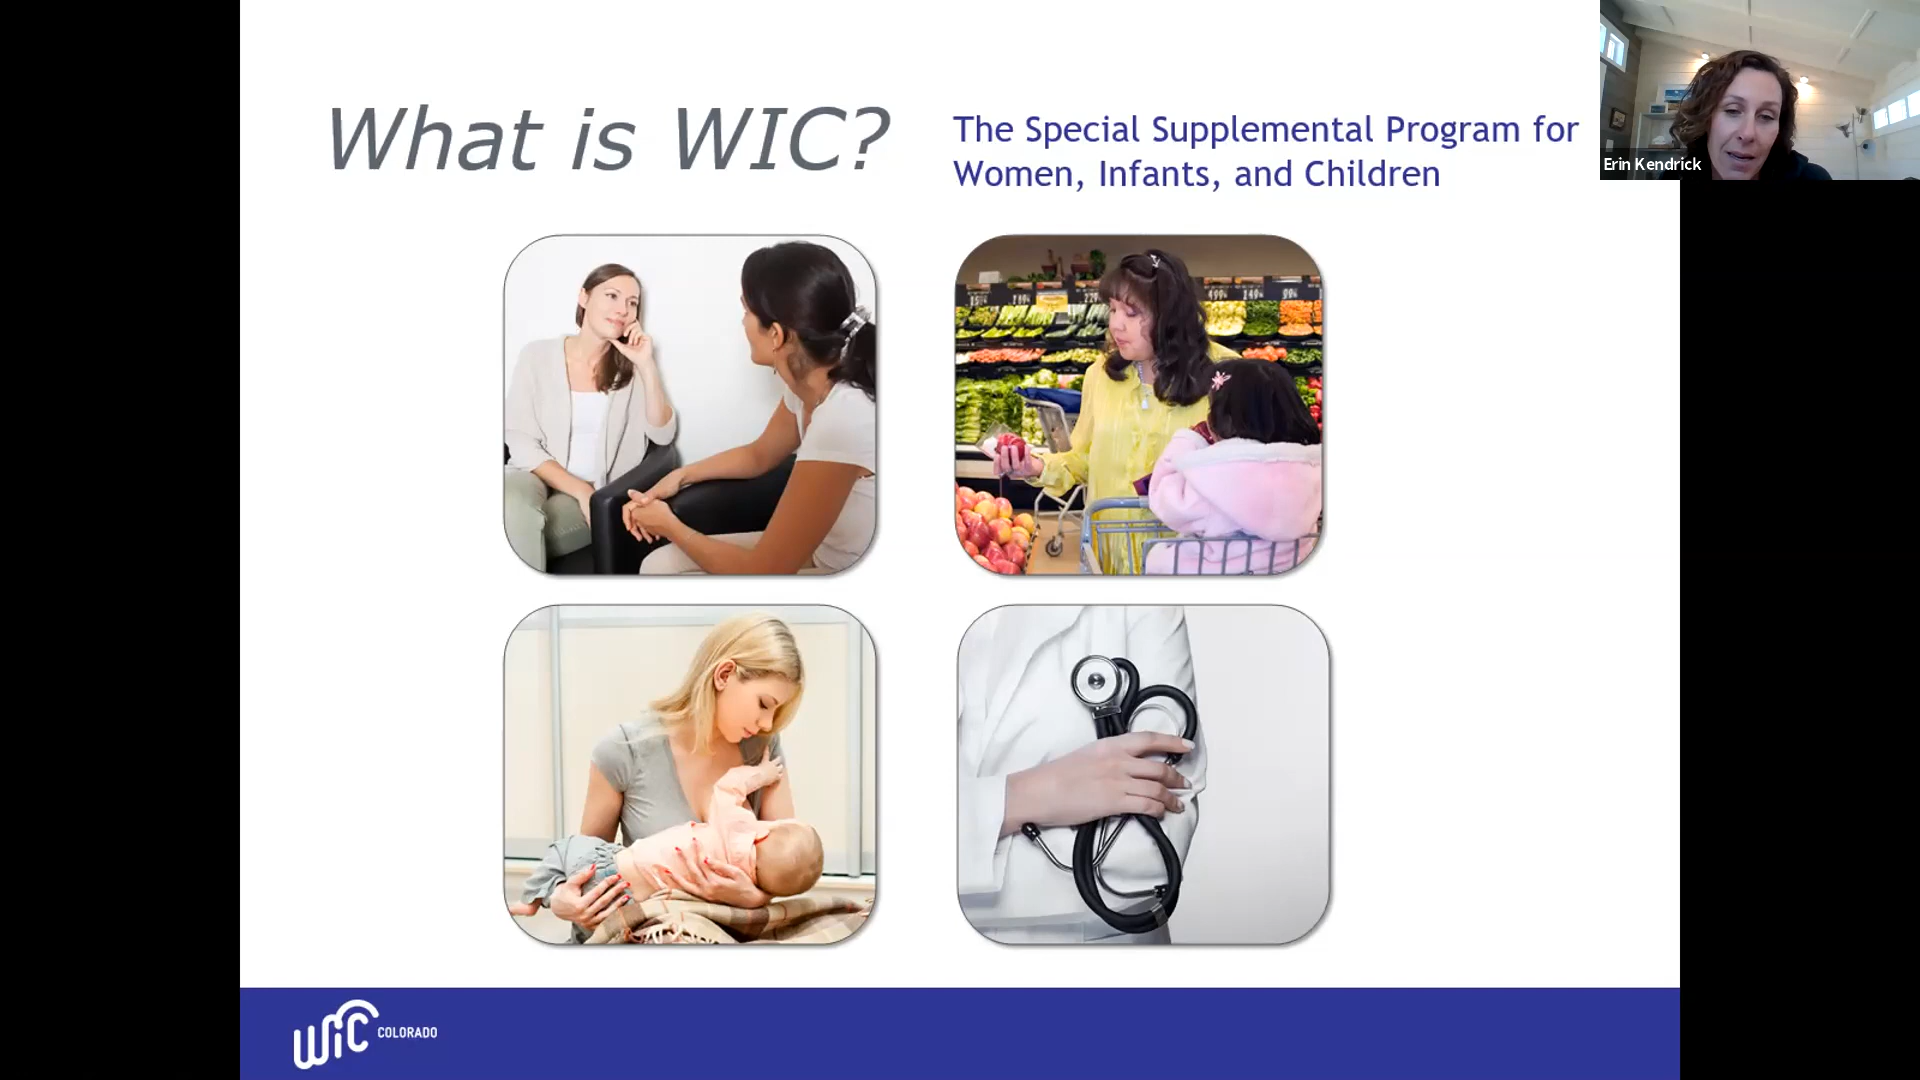 What is WIC?
The Special Supplemental Program for
Women, Infants, and Children
Erin Kendrick
WiC COLORADO